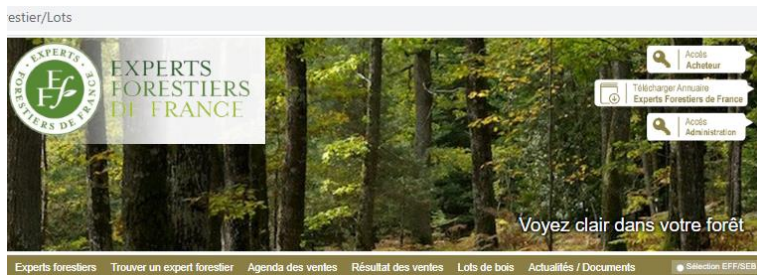 restier/Lots
EXPERTS FORESTIERS DE FRANCE
EFF
EXPERTS
FORESTIERS
DE FRANCE
Accès
Acheteur
Télécharger Annuaire
Experts Forestiers de France
Accès
Administration
Voyez clair dans votre forêt
Experts forestiers Trouver un expert forestier Agenda des ventes Résultat des ventes Lots de bois Actualités / Documents Sélection EFF/SEB